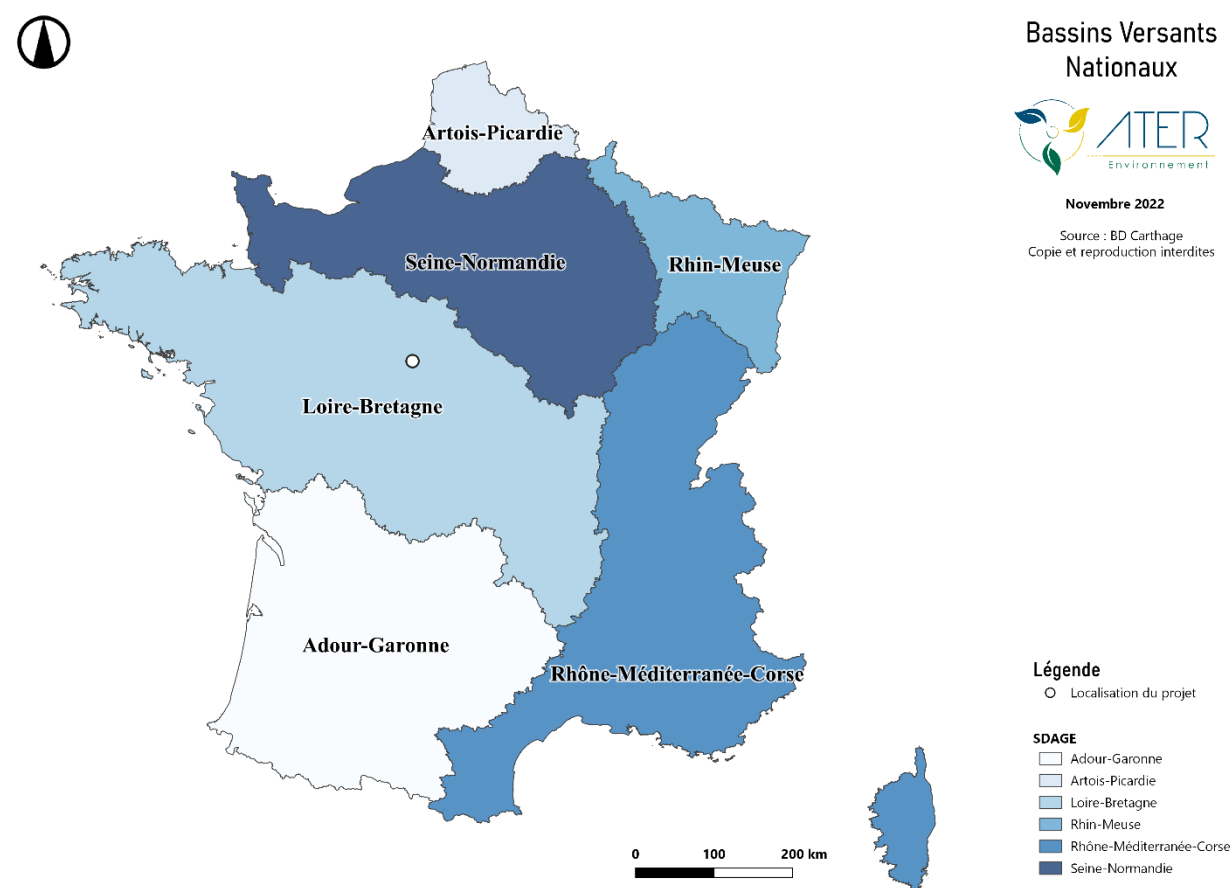 Bassins Versants
Nationaux
ATER
Environnement
Novembre 2022
Source : BD Carthage
Copie et reproduction interdites
Artois-Picardie
Seine-Normandie
Rhin-Meuse
Loire-Bretagne
Adour-Garonne
Rhône-Méditerranée-Corse
Légende
Localisation du projet
SDAGE
Adour-Garonne
Artois-Picardie
Loire-Bretagne
Rhin-Meuse
Rhône-Méditerranée-Corse
Seine-Normandie
0 100 200 km